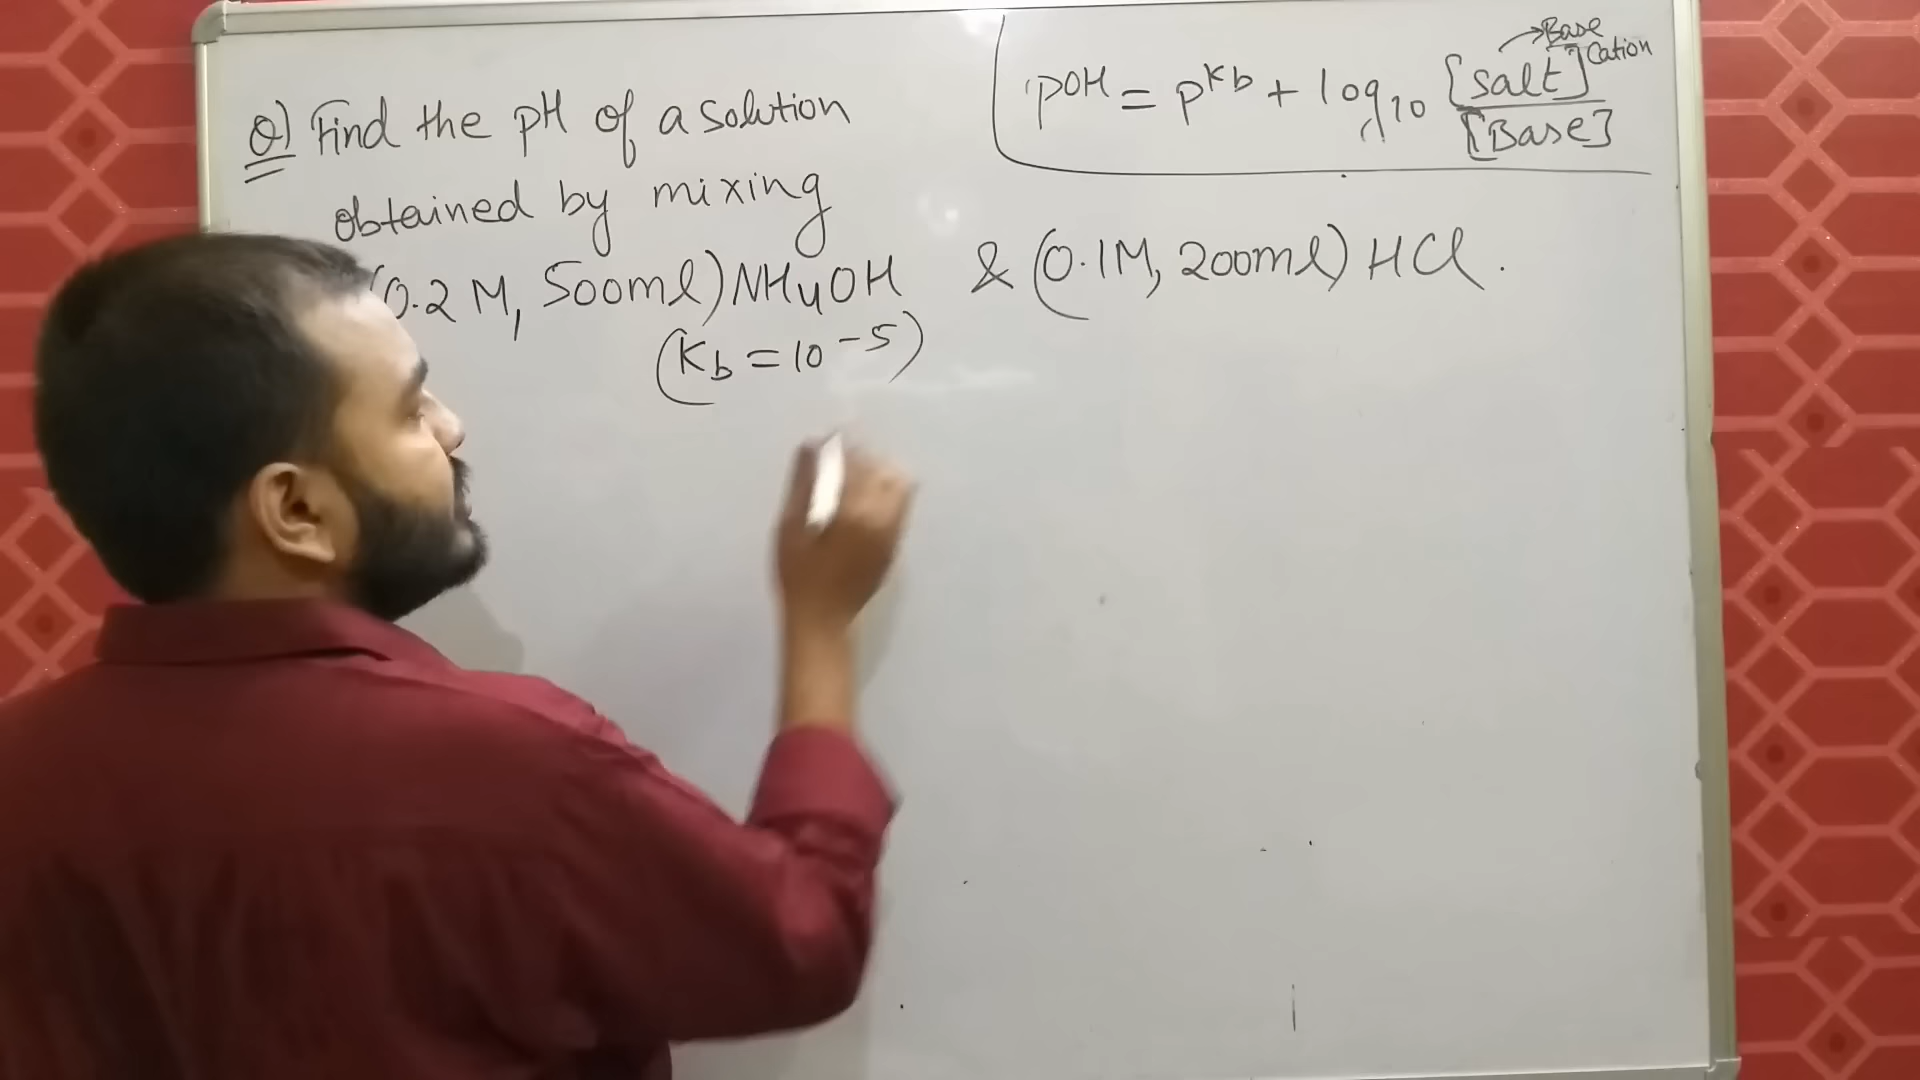 Q) Find the pH of a solution
obtained by mixing
(0.2 M, 500ml) NH4OH & (0.1M, 200ml) HCl.
(Kb = 10^-5)
pOH = pKb + log10 [salt]/[Base]
→ Base
Cation